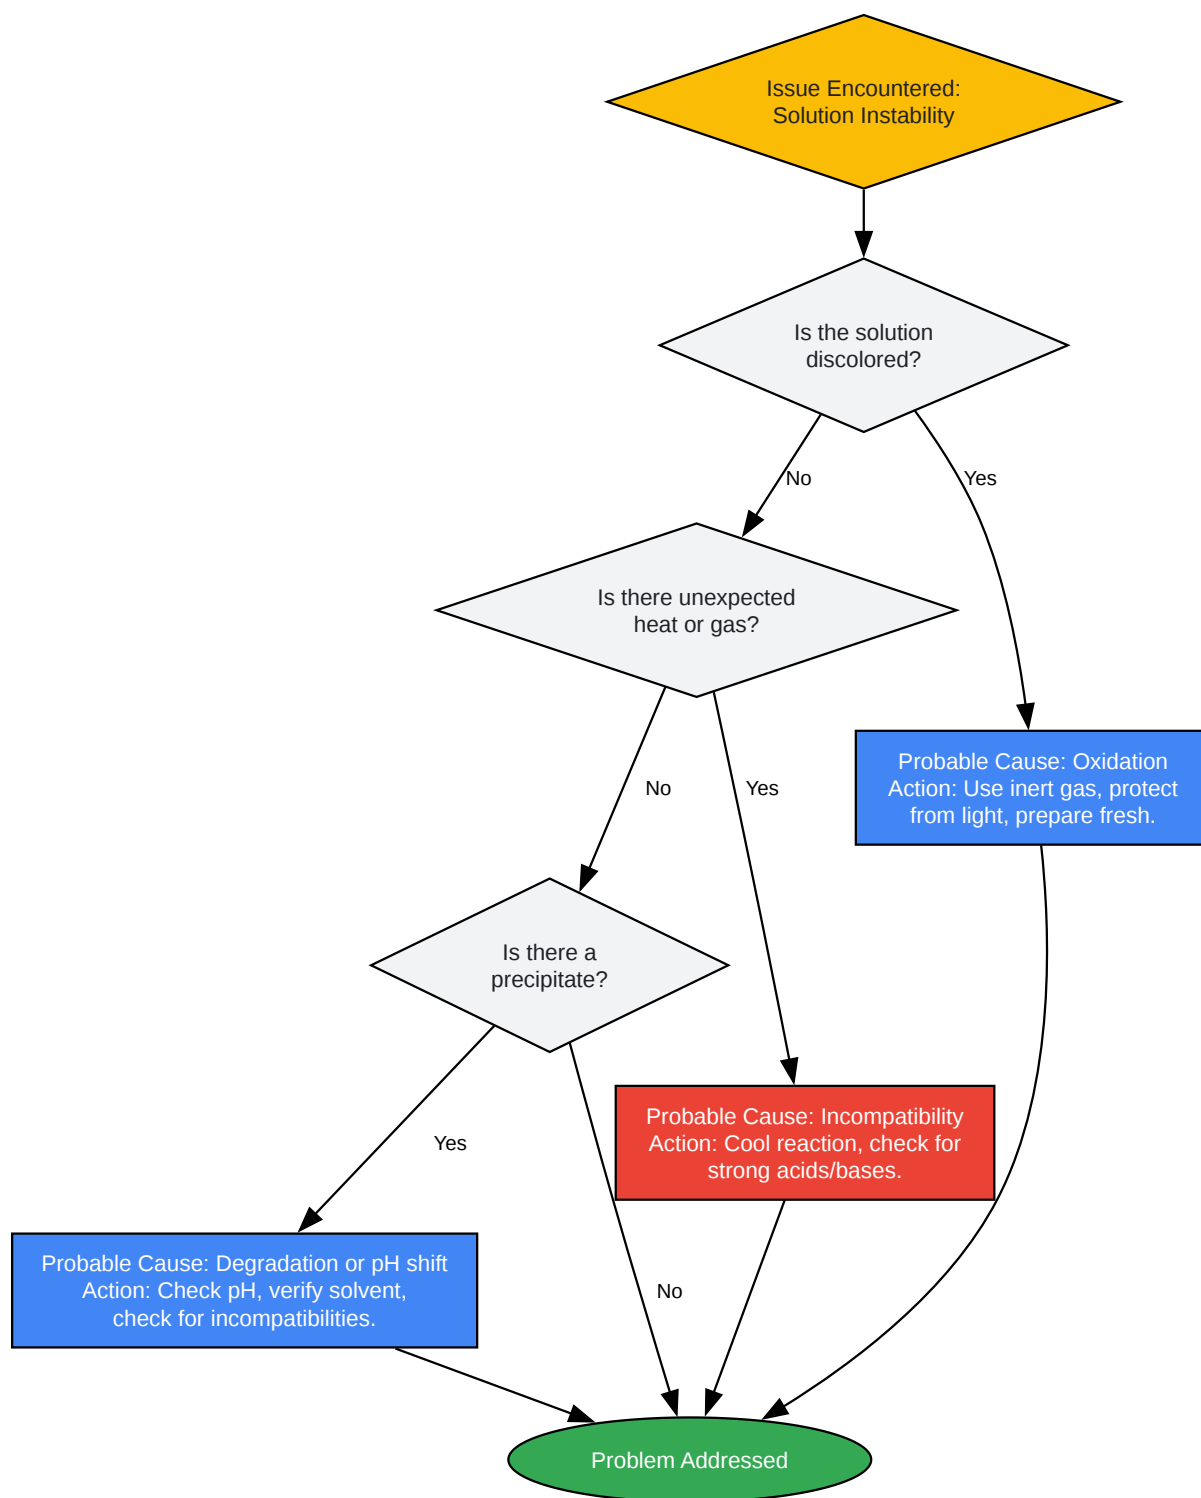 Issue Encountered:
Solution Instability
Is the solution
discolored?
No
Yes
Is there unexpected
heat or gas?
No
Yes
Probable Cause: Oxidation
Action: Use inert gas, protect
from light, prepare fresh.
Is there a
precipitate?
Yes
Probable Cause: Incompatibility
Action: Cool reaction, check for
strong acids/bases.
Probable Cause: Degradation or pH shift
Action: Check pH, verify solvent,
check for incompatibilities.
No
Problem Addressed